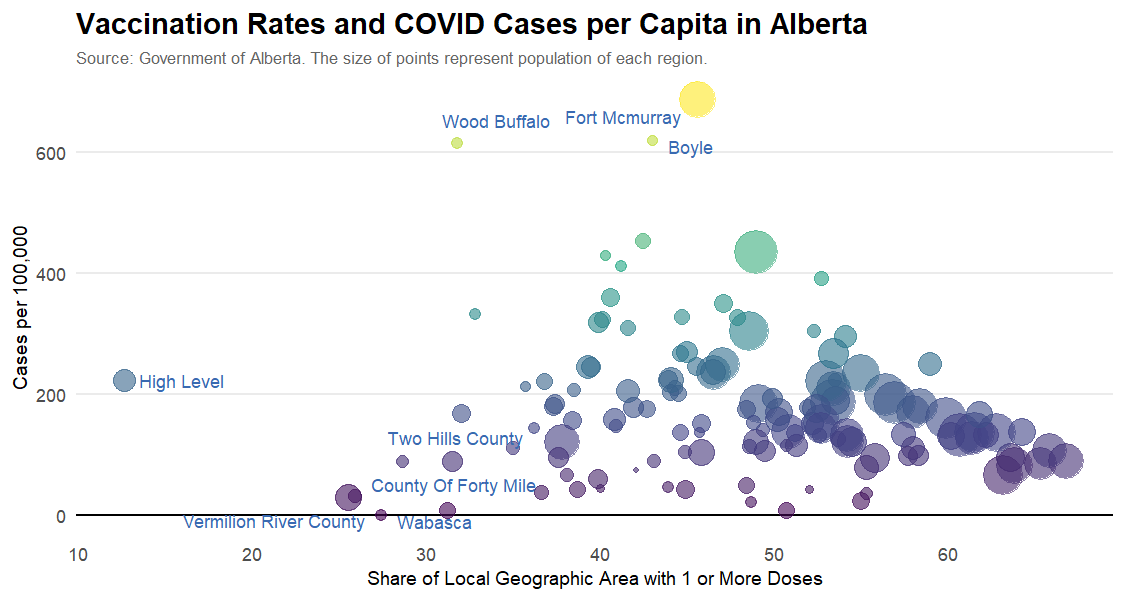 Vaccination Rates and COVID Cases per Capita in Alberta
Source: Government of Alberta. The size of points represent population of each region.
Wood Buffalo
Fort Mcmurray
Boyle
600
400
Cases per 100,000
High Level
200
Two Hills County
County Of Forty Mile
Vermilion River County
Wabasca
0
10 20 30 40 50 60
Share of Local Geographic Area with 1 or More Doses